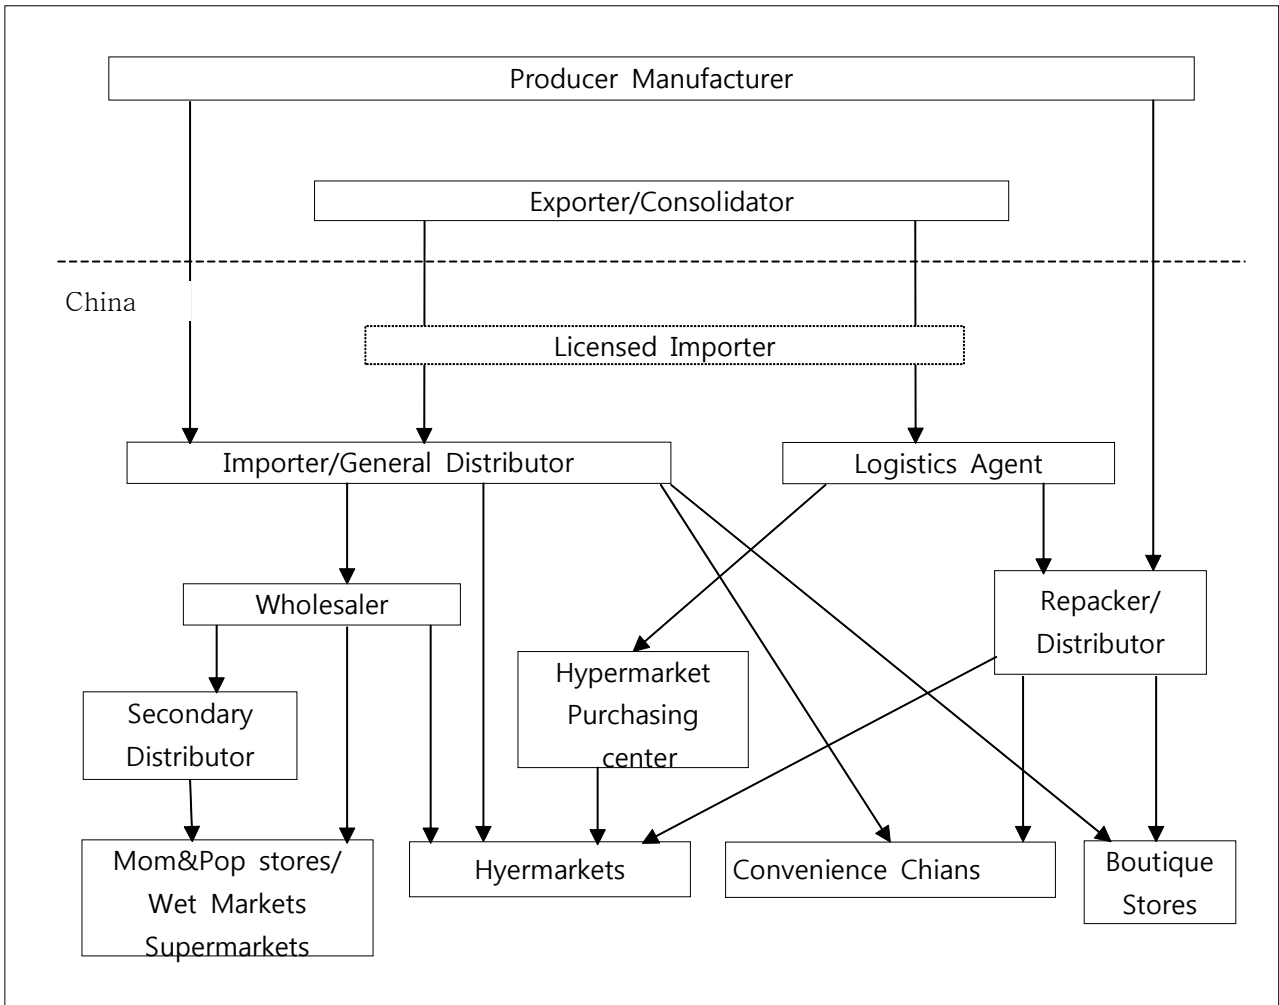 Producer Manufacturer
Exporter/Consolidator
China
Licensed Importer
Importer/General Distributor
Logistics Agent
Wholesaler
Repacker/
Distributor
Hypermarket
Purchasing
center
Secondary
Distributor
Mom&Pop stores/
Wet Markets
Supermarkets
Hyermarkets
Convenience Chians
Boutique
Stores